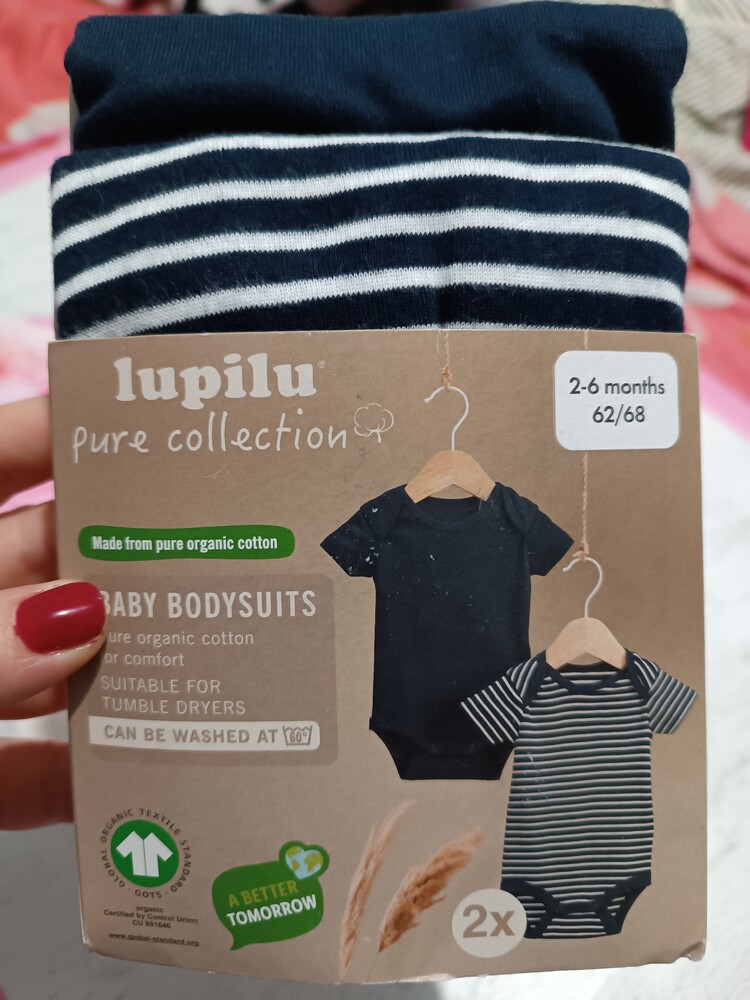 lupilu
pure collection
2-6 months
62/68
Made from pure organic cotton
BABY BODYSUITS
ure organic cotton
or comfort
SUITABLE FOR
TUMBLE DRYERS
CAN BE WASHED AT 60°
GLOBAL ORGANIC TEXTILE STANDARD · GOTS ·
organic
Certified by Control Union
CU 851646
www.global-standard.org
A BETTER
TOMORROW
2x